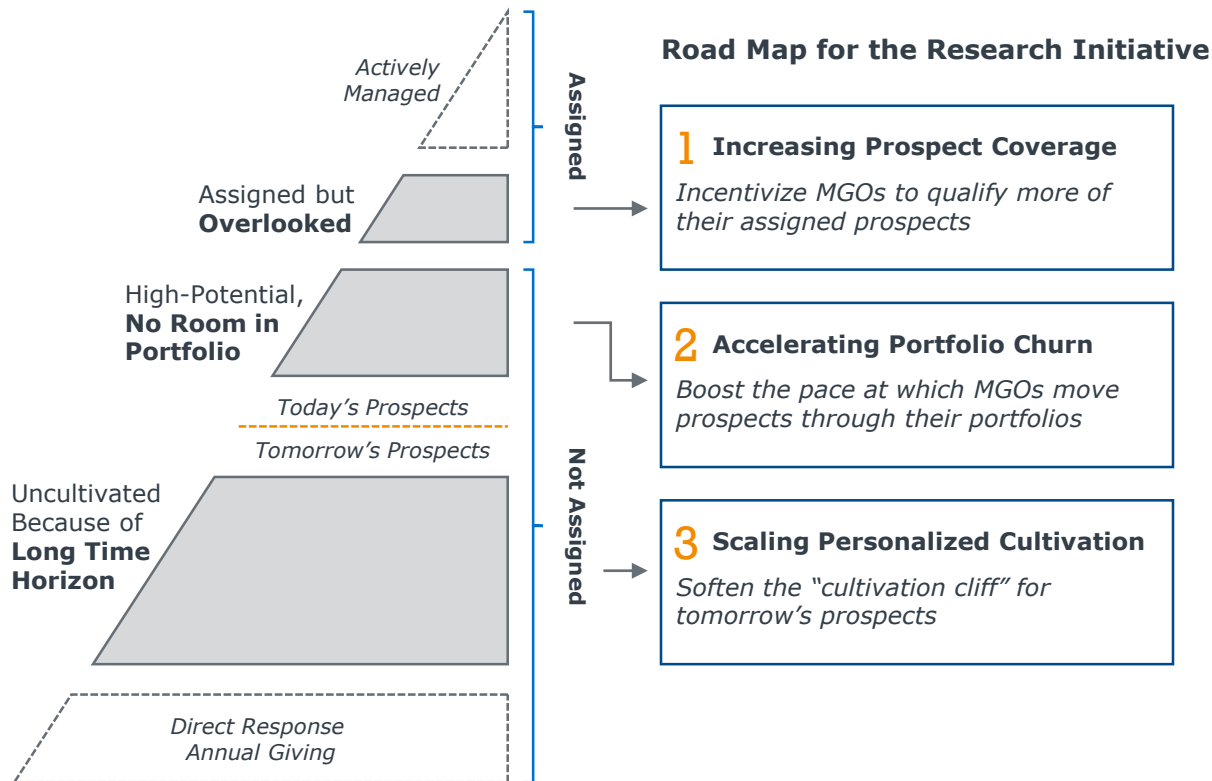 Actively
Managed
Assigned but
Overlooked
High-Potential,
No Room in
Portfolio
Today’s Prospects
Tomorrow’s Prospects
Uncultivated
Because of
Long Time
Horizon
Direct Response
Annual Giving
Assigned
Not Assigned
Road Map for the Research Initiative
1 Increasing Prospect Coverage
Incentivize MGOs to qualify more of
their assigned prospects
2 Accelerating Portfolio Churn
Boost the pace at which MGOs move
prospects through their portfolios
3 Scaling Personalized Cultivation
Soften the “cultivation cliff” for
tomorrow’s prospects